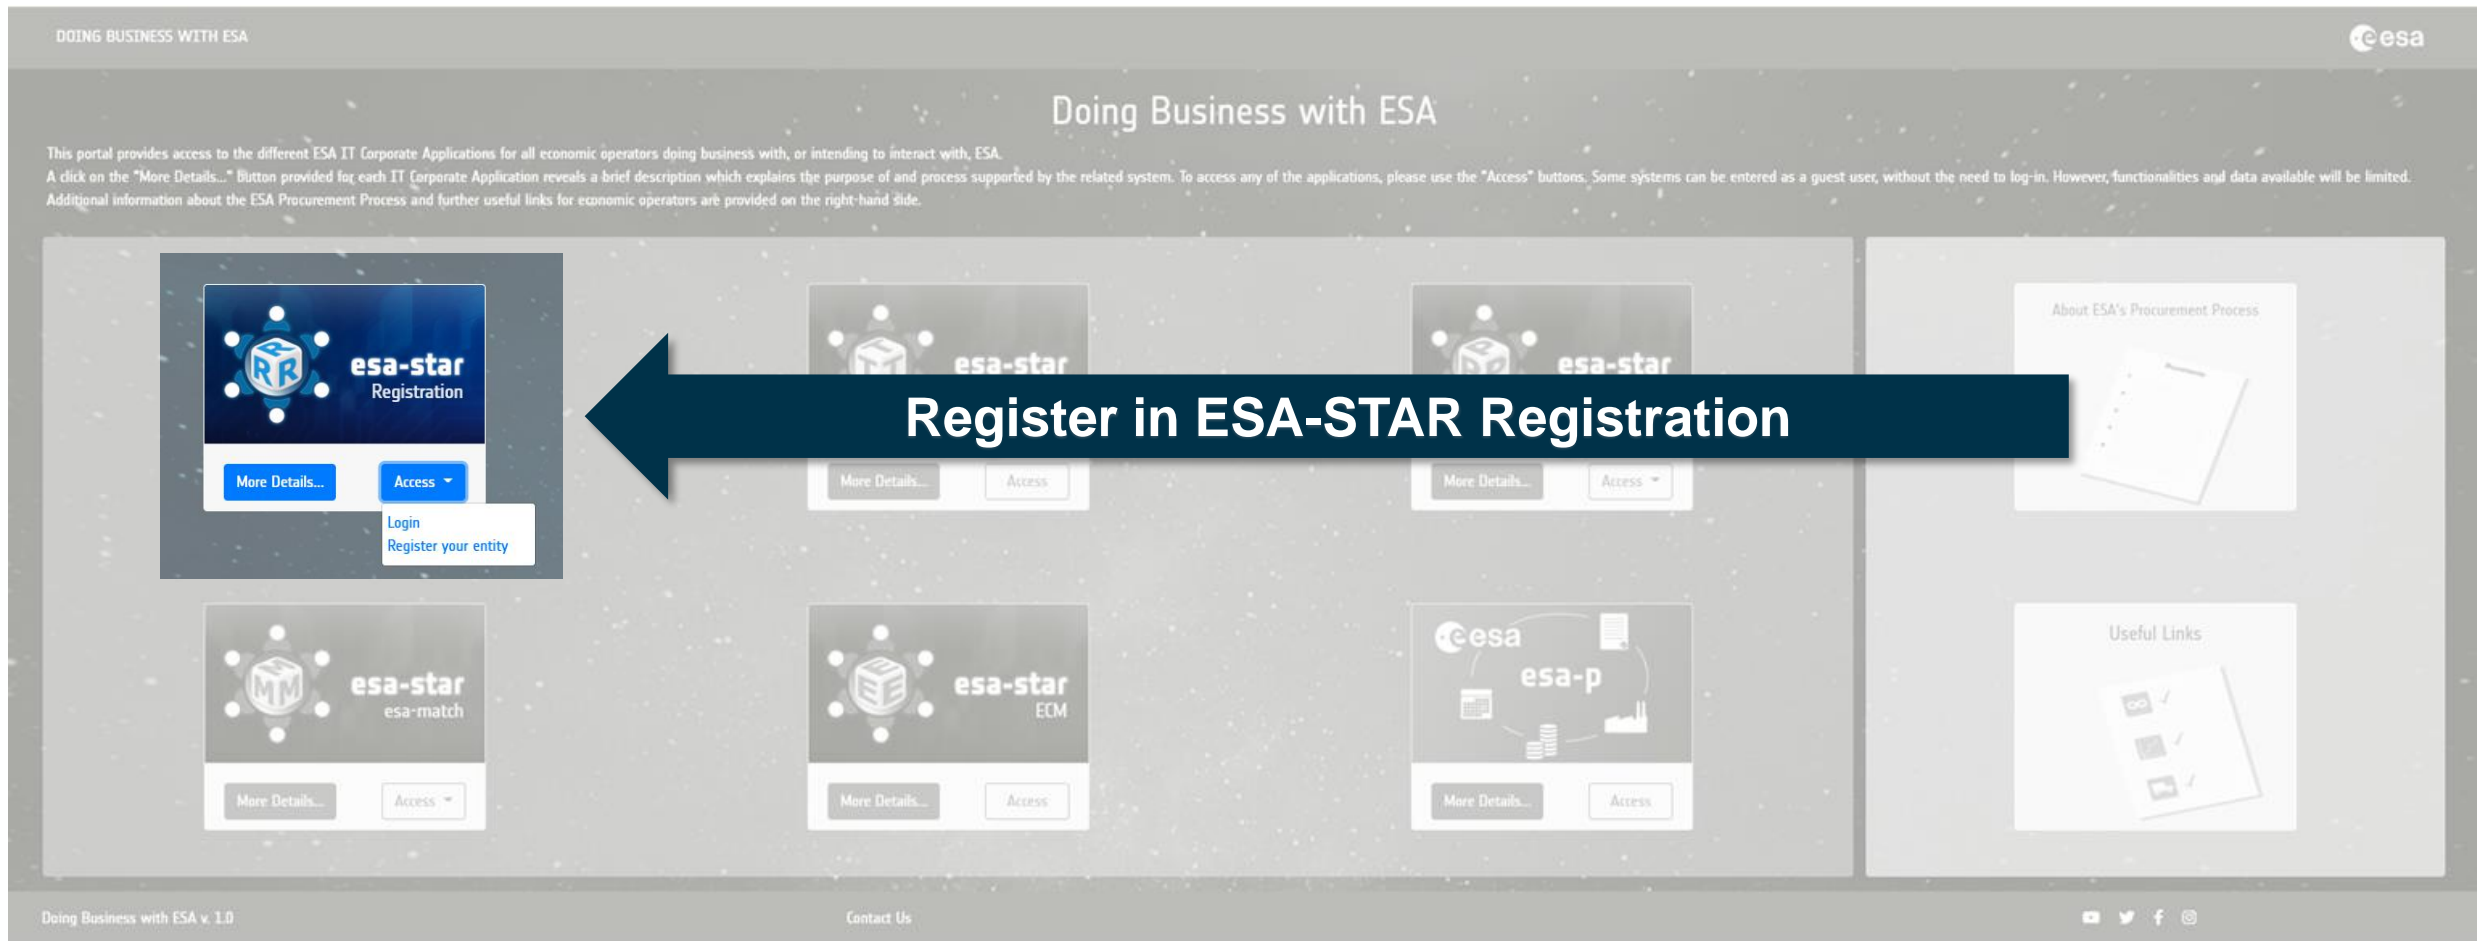 DOING BUSINESS WITH ESA
esa
Doing Business with ESA
This portal provides access to the different ESA IT Corporate Applications for all economic operators doing business with, or intending to interact with, ESA.
A click on the "More Details..." Button provided for each IT Corporate Application reveals a brief description which explains the purpose of and process supported by the related system. To access any of the applications, please use the "Access" buttons. Some systems can be entered as a guest user, without the need to log-in. However, functionalities and data available will be limited.
Additional information about the ESA Procurement Process and further useful links for economic operators are provided on the right-hand side.
R R R
esa-star
Registration
More Details...
Access
Login
Register your entity
esa-star
More Details...
Access
esa-star
More Details...
Access
Register in ESA-STAR Registration
About ESA's Procurement Process
M M M
esa-star
esa-match
More Details...
Access
E E E
esa-star
ECM
More Details...
Access
esa
esa-p
More Details...
Access
Useful Links
Doing Business with ESA v. 1.0
Contact Us